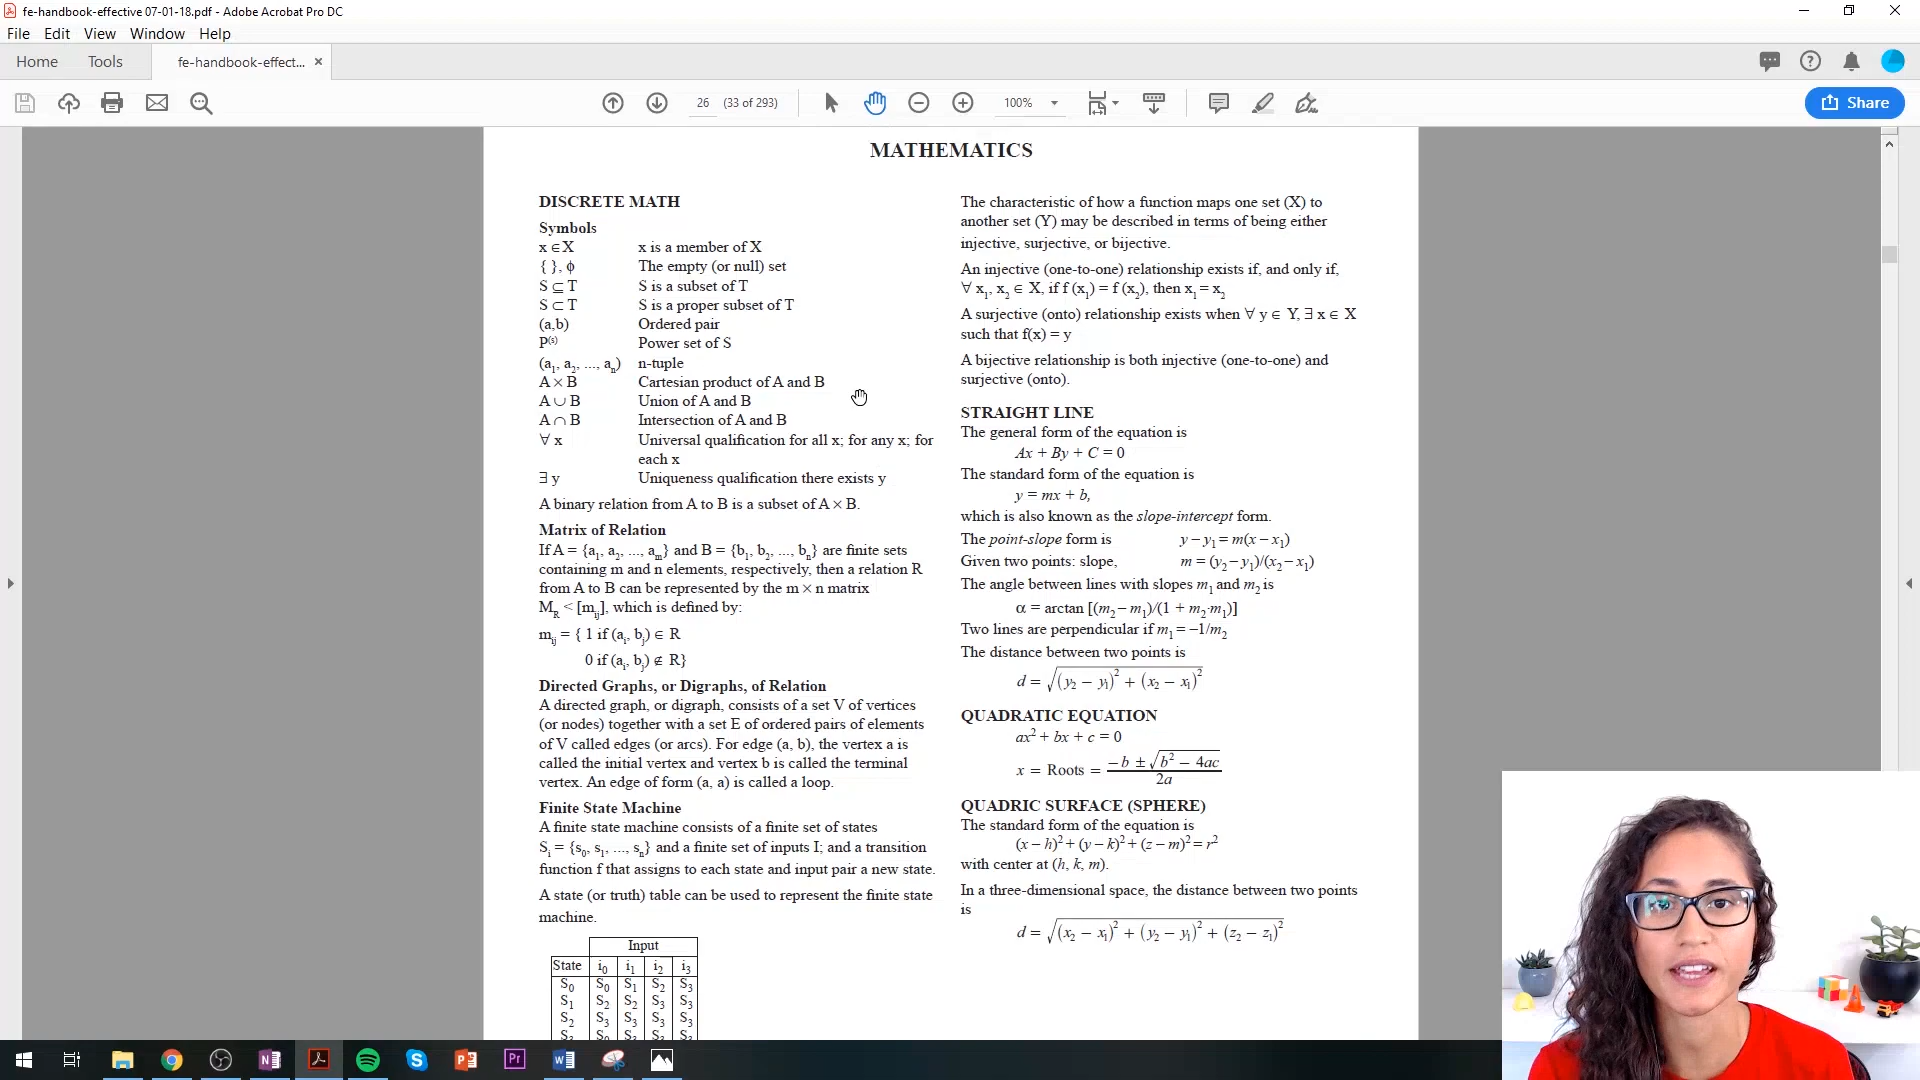 fe-handbook-effective 07-01-18.pdf - Adobe Acrobat Pro DC
File Edit View Window Help
Home Tools fe-handbook-effect... ×
26 (33 of 293) 100% Share
MATHEMATICS
DISCRETE MATH
Symbols
x ∈ X x is a member of X
{ }, ϕ The empty (or null) set
S ⊆ T S is a subset of T
S ⊂ T S is a proper subset of T
(a,b) Ordered pair
P(s) Power set of S
(a1, a2, ..., an) n-tuple
A × B Cartesian product of A and B
A ∪ B Union of A and B
A ∩ B Intersection of A and B
∀ x Universal qualification for all x; for any x; for
each x
∃ y Uniqueness qualification there exists y
A binary relation from A to B is a subset of A × B.
Matrix of Relation
If A = {a1, a2, ..., am} and B = {b1, b2, ..., bn} are finite sets
containing m and n elements, respectively, then a relation R
from A to B can be represented by the m × n matrix
MR < [mij], which is defined by:
mij = { 1 if (ai, bj) ∈ R
0 if (ai, bj) ∉ R}
Directed Graphs, or Digraphs, of Relation
A directed graph, or digraph, consists of a set V of vertices
(or nodes) together with a set E of ordered pairs of elements
of V called edges (or arcs). For edge (a, b), the vertex a is
called the initial vertex and vertex b is called the terminal
vertex. An edge of form (a, a) is called a loop.
Finite State Machine
A finite state machine consists of a finite set of states
Si = {s0, s1, ..., sn} and a finite set of inputs I; and a transition
function f that assigns to each state and input pair a new state.
A state (or truth) table can be used to represent the finite state
machine.
Input
State i0 i1 i2 i3
S0 S0 S1 S2 S3
S1 S2 S2 S3 S3
S2 S3 S3 S3 S3
The characteristic of how a function maps one set (X) to
another set (Y) may be described in terms of being either
injective, surjective, or bijective.
An injective (one-to-one) relationship exists if, and only if,
∀ x1, x2 ∈ X, if f (x1) = f (x2), then x1 = x2
A surjective (onto) relationship exists when ∀ y ∈ Y, ∃ x ∈ X
such that f(x) = y
A bijective relationship is both injective (one-to-one) and
surjective (onto).
STRAIGHT LINE
The general form of the equation is
Ax + By + C = 0
The standard form of the equation is
y = mx + b,
which is also known as the slope-intercept form.
The point-slope form is y – y1 = m(x – x1)
Given two points: slope, m = (y2 – y1)/(x2 – x1)
The angle between lines with slopes m1 and m2 is
α = arctan [(m2 – m1)/(1 + m2·m1)]
Two lines are perpendicular if m1 = –1/m2
The distance between two points is
d = √((y2 – y1)² + (x2 – x1)²)
QUADRATIC EQUATION
ax² + bx + c = 0
x = Roots = (–b ± √(b² – 4ac))/2a
QUADRIC SURFACE (SPHERE)
The standard form of the equation is
(x – h)² + (y – k)² + (z – m)² = r²
with center at (h, k, m).
In a three-dimensional space, the distance between two points
is
d = √((x2 – x1)² + (y2 – y1)² + (z2 – z1)²)